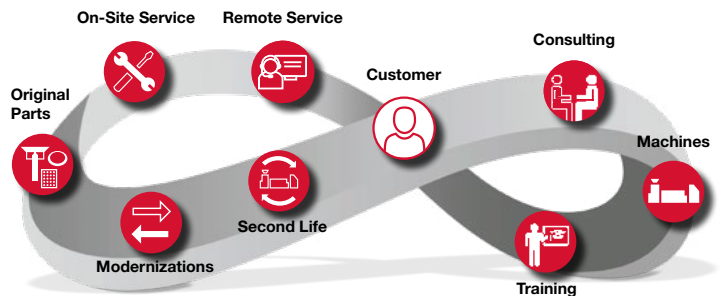 On-Site Service
Remote Service
Consulting
Customer
Original
Parts
Machines
Second Life
Modernizations
Training